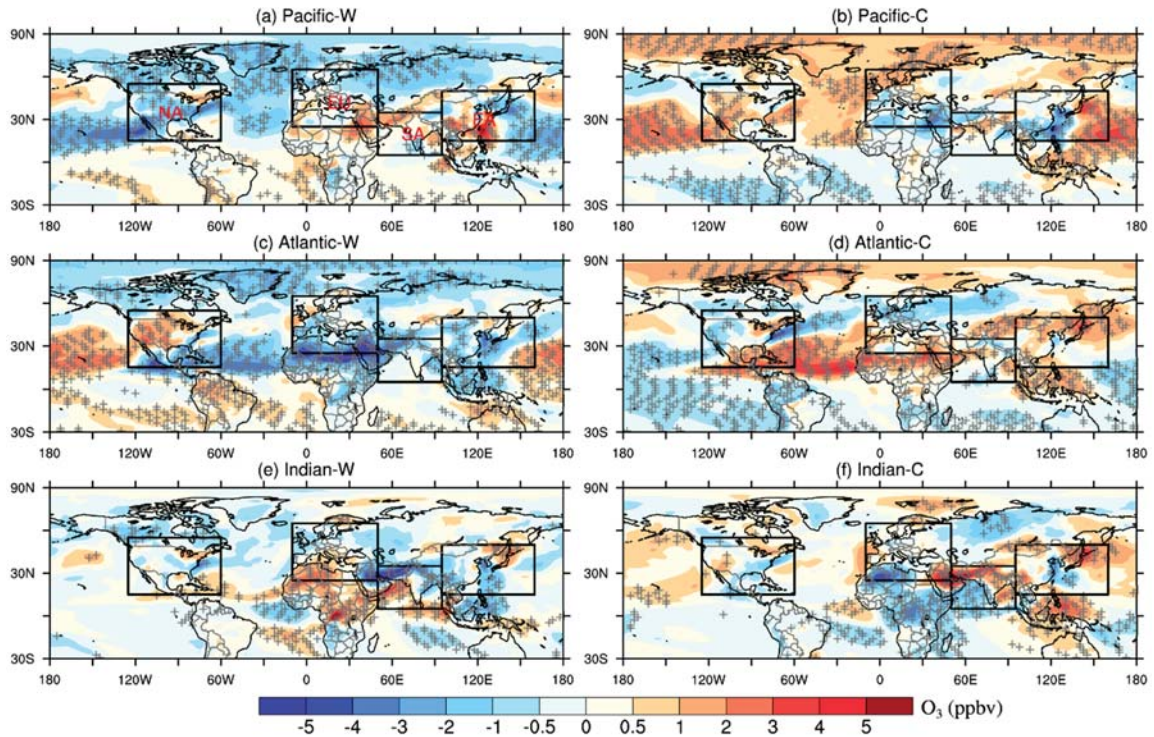 (a) Pacific-W
(b) Pacific-C
90N
30N
30S
NA
EU
SA
EA
180 120W 60W 0 60E 120E 180
90N
30N
30S
180 120W 60W 0 60E 120E 180
(c) Atlantic-W
(d) Atlantic-C
90N
30N
30S
180 120W 60W 0 60E 120E 180
90N
30N
30S
180 120W 60W 0 60E 120E 180
(e) Indian-W
(f) Indian-C
90N
30N
30S
180 120W 60W 0 60E 120E 180
90N
30N
30S
180 120W 60W 0 60E 120E 180
-5 -4 -3 -2 -1 -0.5 0 0.5 1 2 3 4 5
O₃ (ppbv)